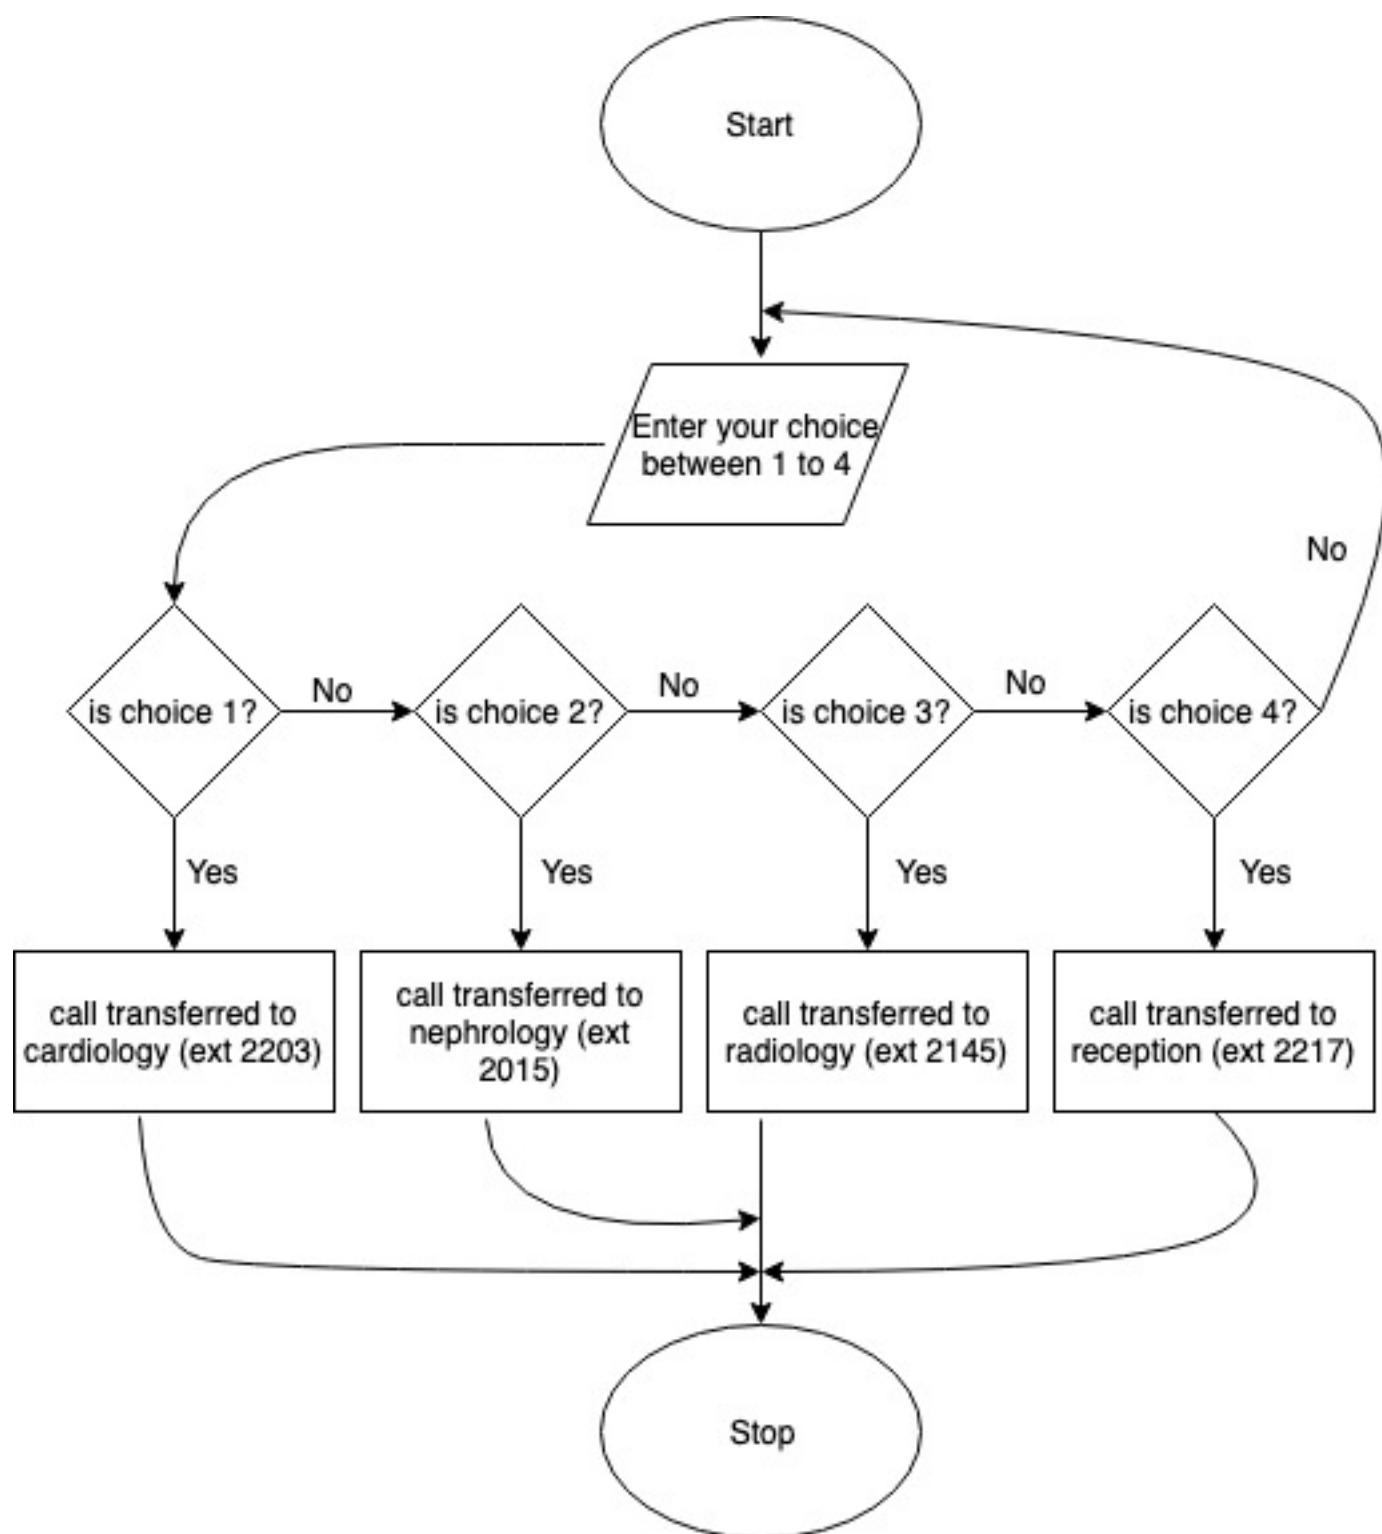 Start
Enter your choice
between 1 to 4
No
is choice 1?
No
is choice 2?
No
is choice 3?
No
is choice 4?
Yes
Yes
Yes
Yes
call transferred to
cardiology (ext 2203)
call transferred to
nephrology (ext
2015)
call transferred to
radiology (ext 2145)
call transferred to
reception (ext 2217)
Stop